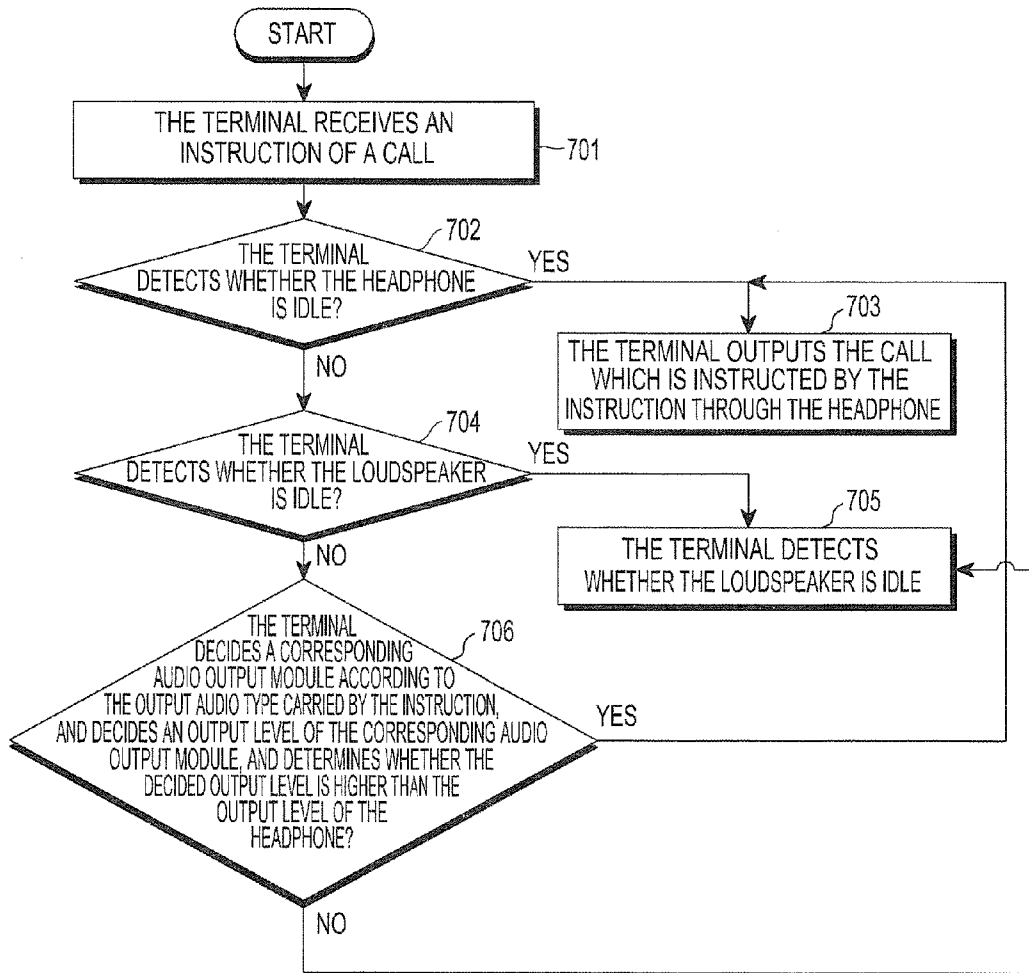 START
THE TERMINAL RECEIVES AN
INSTRUCTION OF A CALL
701
702
THE TERMINAL
DETECTS WHETHER THE HEADPHONE
IS IDLE?
YES
703
THE TERMINAL OUTPUTS THE CALL
WHICH IS INSTRUCTED BY THE
INSTRUCTION THROUGH THE HEADPHONE
NO
704
THE TERMINAL
DETECTS WHETHER THE LOUDSPEAKER
IS IDLE?
YES
705
THE TERMINAL DETECTS
WHETHER THE LOUDSPEAKER IS IDLE
NO
706
THE TERMINAL
DECIDES A CORRESPONDING
AUDIO OUTPUT MODULE ACCORDING TO
THE OUTPUT AUDIO TYPE CARRIED BY THE INSTRUCTION,
AND DECIDES AN OUTPUT LEVEL OF THE CORRESPONDING AUDIO
OUTPUT MODULE, AND DETERMINES WHETHER THE
DECIDED OUTPUT LEVEL IS HIGHER THAN THE
OUTPUT LEVEL OF THE
HEADPHONE?
YES
NO